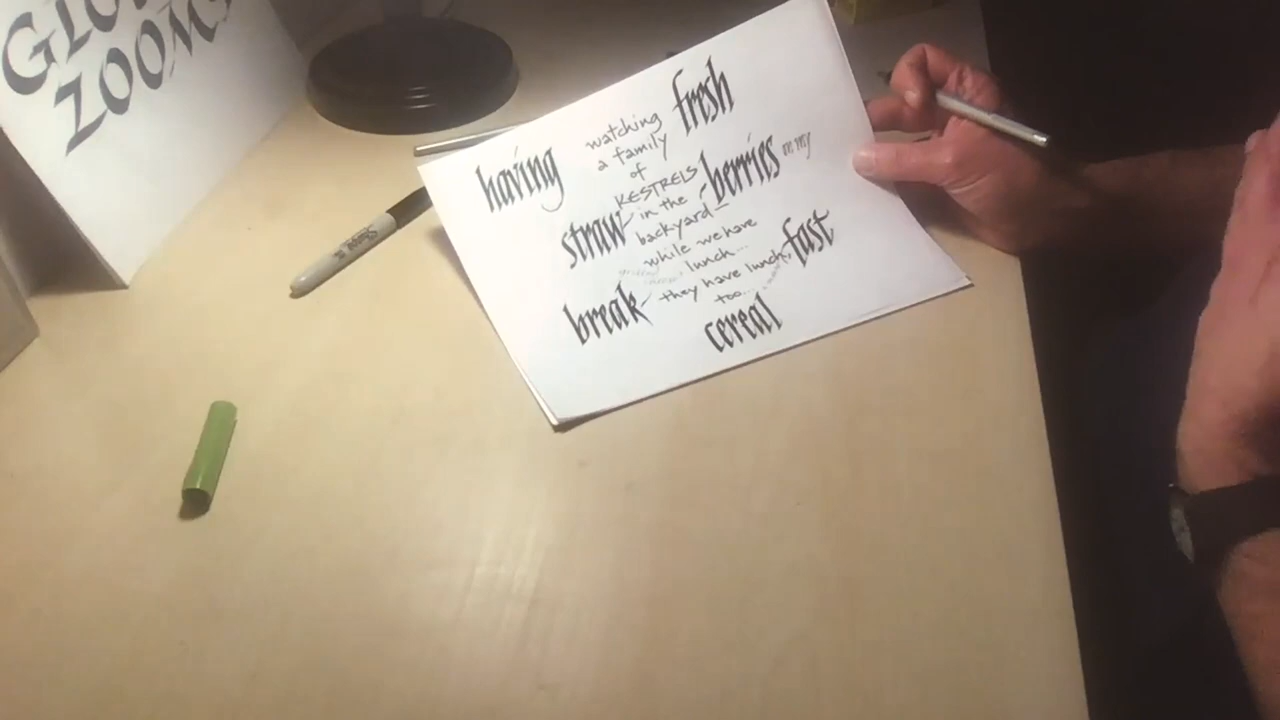 GLO
ZOOM
having
fresh
straw-
-berries
break-
fast
cereal
watching
a family
of
KESTRELS
in the
backyard—
while we have
lunch...
they have lunch,
too...
Sharpie